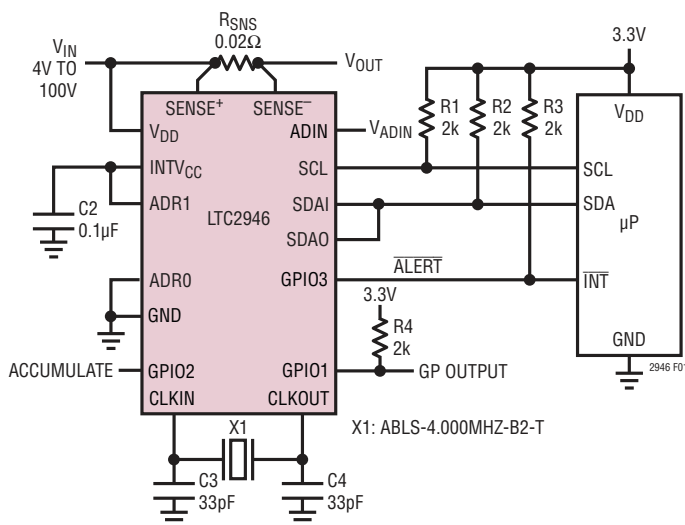 RSNS
0.02Ω
VIN
4V TO
100V
VOUT
3.3V
SENSE+ SENSE–
VDD
ADIN
VADIN
R1
2k
R2
2k
R3
2k
VDD
INTVCC
SCL
SCL
ADR1
LTC2946
SDAI
SDA
µP
C2
0.1µF
SDAO
ADR0
GPIO3
ALERT
INT
GND
3.3V
R4
2k
GND
ACCUMULATE
GPIO2
GPIO1
GP OUTPUT
2946 F01
CLKIN
CLKOUT
X1
X1: ABLS-4.000MHZ-B2-T
C3
33pF
C4
33pF